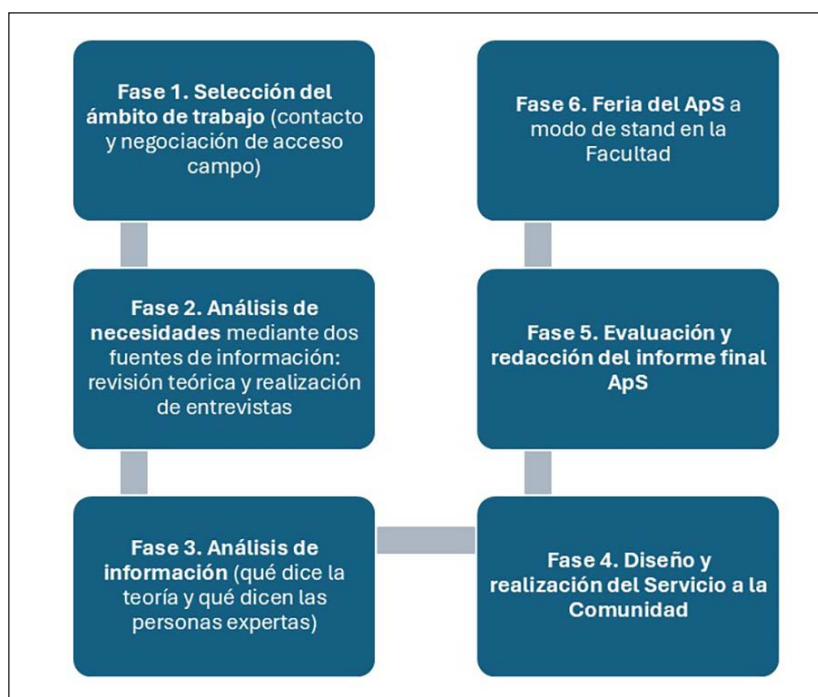 Fase 1. Selección del
ámbito de trabajo (contacto
y negociación de acceso
campo)
Fase 2. Análisis de
necesidades mediante dos
fuentes de información:
revisión teórica y realización
de entrevistas
Fase 3. Análisis de
información (qué dice la
teoría y qué dicen las
personas expertas)
Fase 4. Diseño y
realización del Servicio a la
Comunidad
Fase 5. Evaluación y
redacción del informe final
ApS
Fase 6. Feria del ApS a
modo de stand en la
Facultad